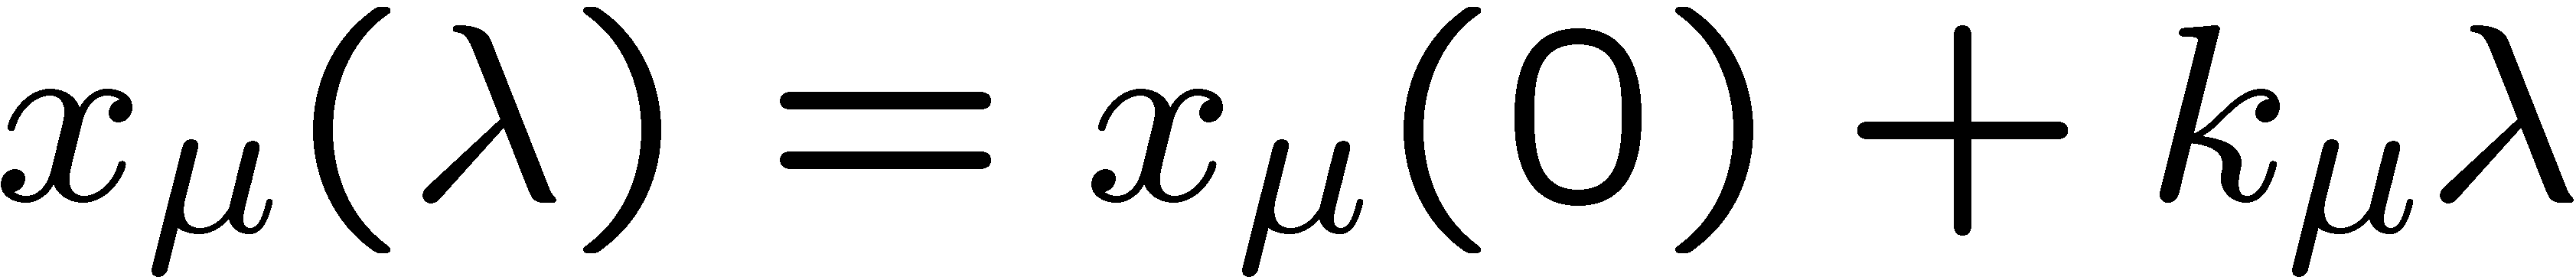 x_μ(λ) = x_μ(0) + k_μλ